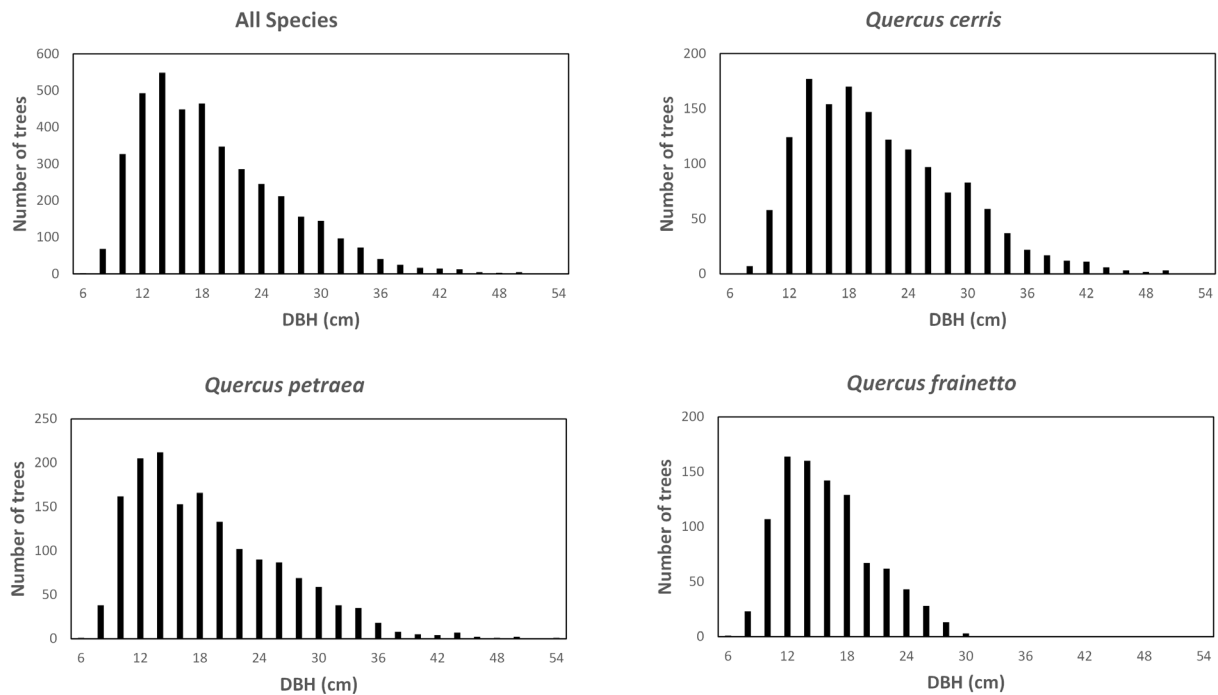 All Species
Number of trees
600
500
400
300
200
100
0
6 12 18 24 30 36 42 48 54
DBH (cm)
Quercus cerris
Number of trees
200
150
100
50
0
6 12 18 24 30 36 42 48 54
DBH (cm)
Quercus petraea
Number of trees
250
200
150
100
50
0
6 12 18 24 30 36 42 48 54
DBH (cm)
Quercus frainetto
Number of trees
200
150
100
50
0
6 12 18 24 30 36 42 48 54
DBH (cm)